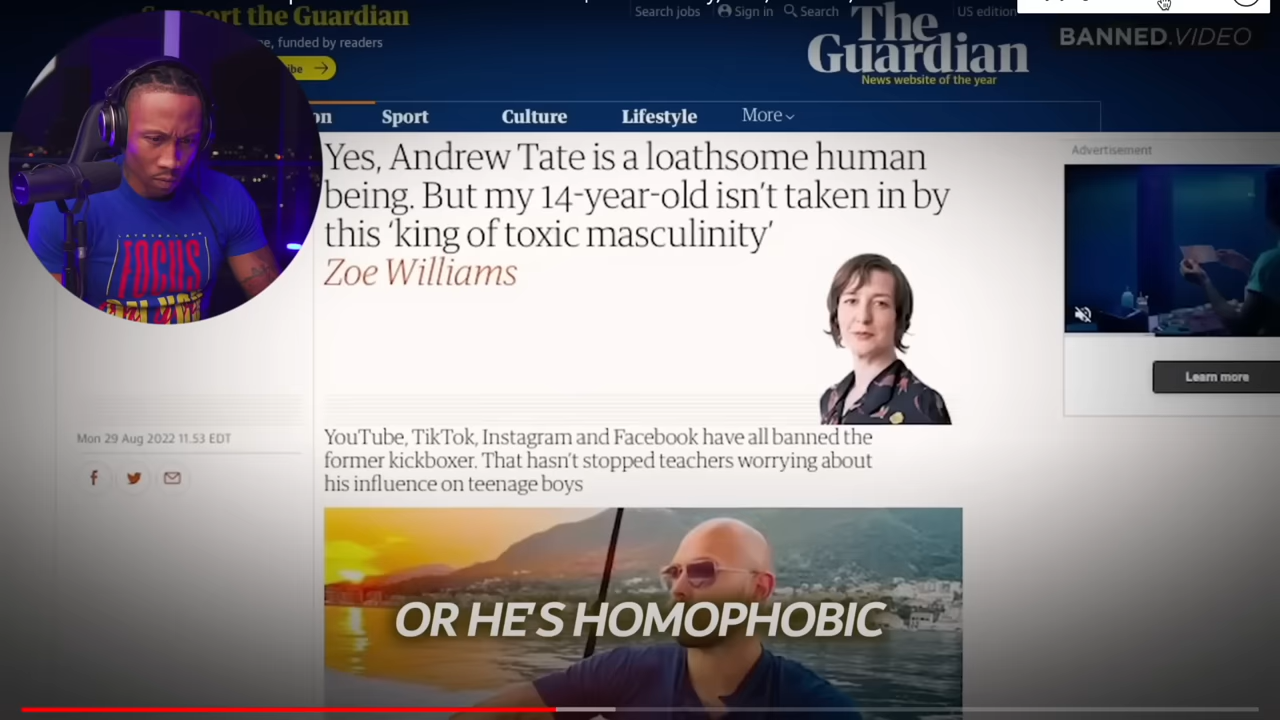 Support the Guardian
Search jobs
Sign in
Search
US edition
The
Guardian
News website of the year
BANNED.VIDEO
me, funded by readers
ibe →
on
Sport
Culture
Lifestyle
More
Yes, Andrew Tate is a loathsome human
being. But my 14-year-old isn't taken in by
this 'king of toxic masculinity'
Zoe Williams
Advertisement
FOCUS
Learn more
Mon 29 Aug 2022 11.53 EDT
YouTube, TikTok, Instagram and Facebook have all banned the
former kickboxer. That hasn't stopped teachers worrying about
his influence on teenage boys
OR HE'S HOMOPHOBIC